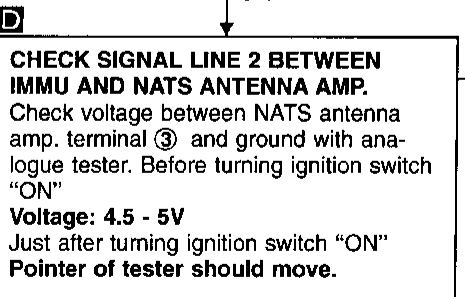 D
CHECK SIGNAL LINE 2 BETWEEN
IMMU AND NATS ANTENNA AMP.
Check voltage between NATS antenna
amp. terminal ③ and ground with ana-
logue tester. Before turning ignition switch
“ON”
Voltage: 4.5 - 5V
Just after turning ignition switch “ON”
Pointer of tester should move.